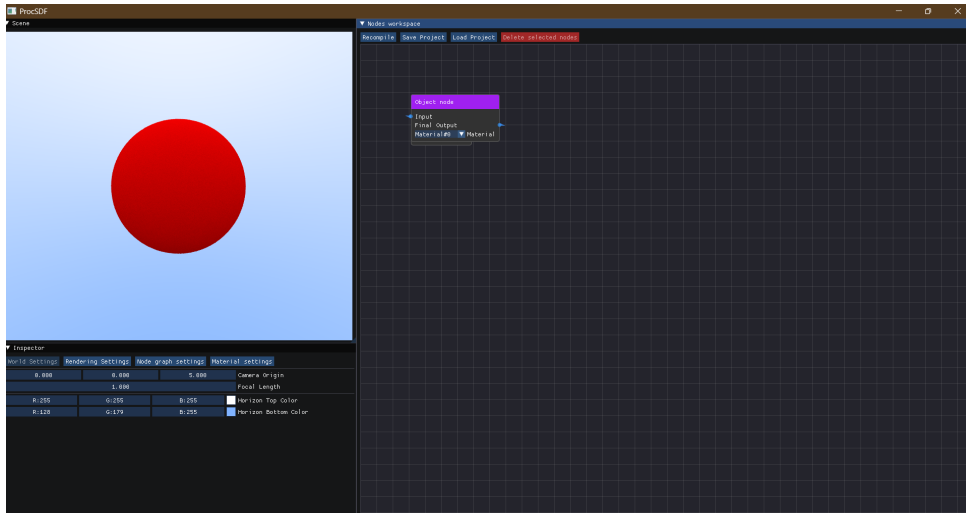 ProcSDF
Scene
Nodes workspace
Recompile Save Project Load Project Delete selected nodes
Object node
Input
Final Output
Material#0 Material
Inspector
World Settings Rendering Settings Node graph settings Material settings
0.000 0.000 5.000 Camera Origin
1.000 Focal Length
R:255 G:255 B:255 Horizon Top Color
R:128 G:179 B:255 Horizon Bottom Color